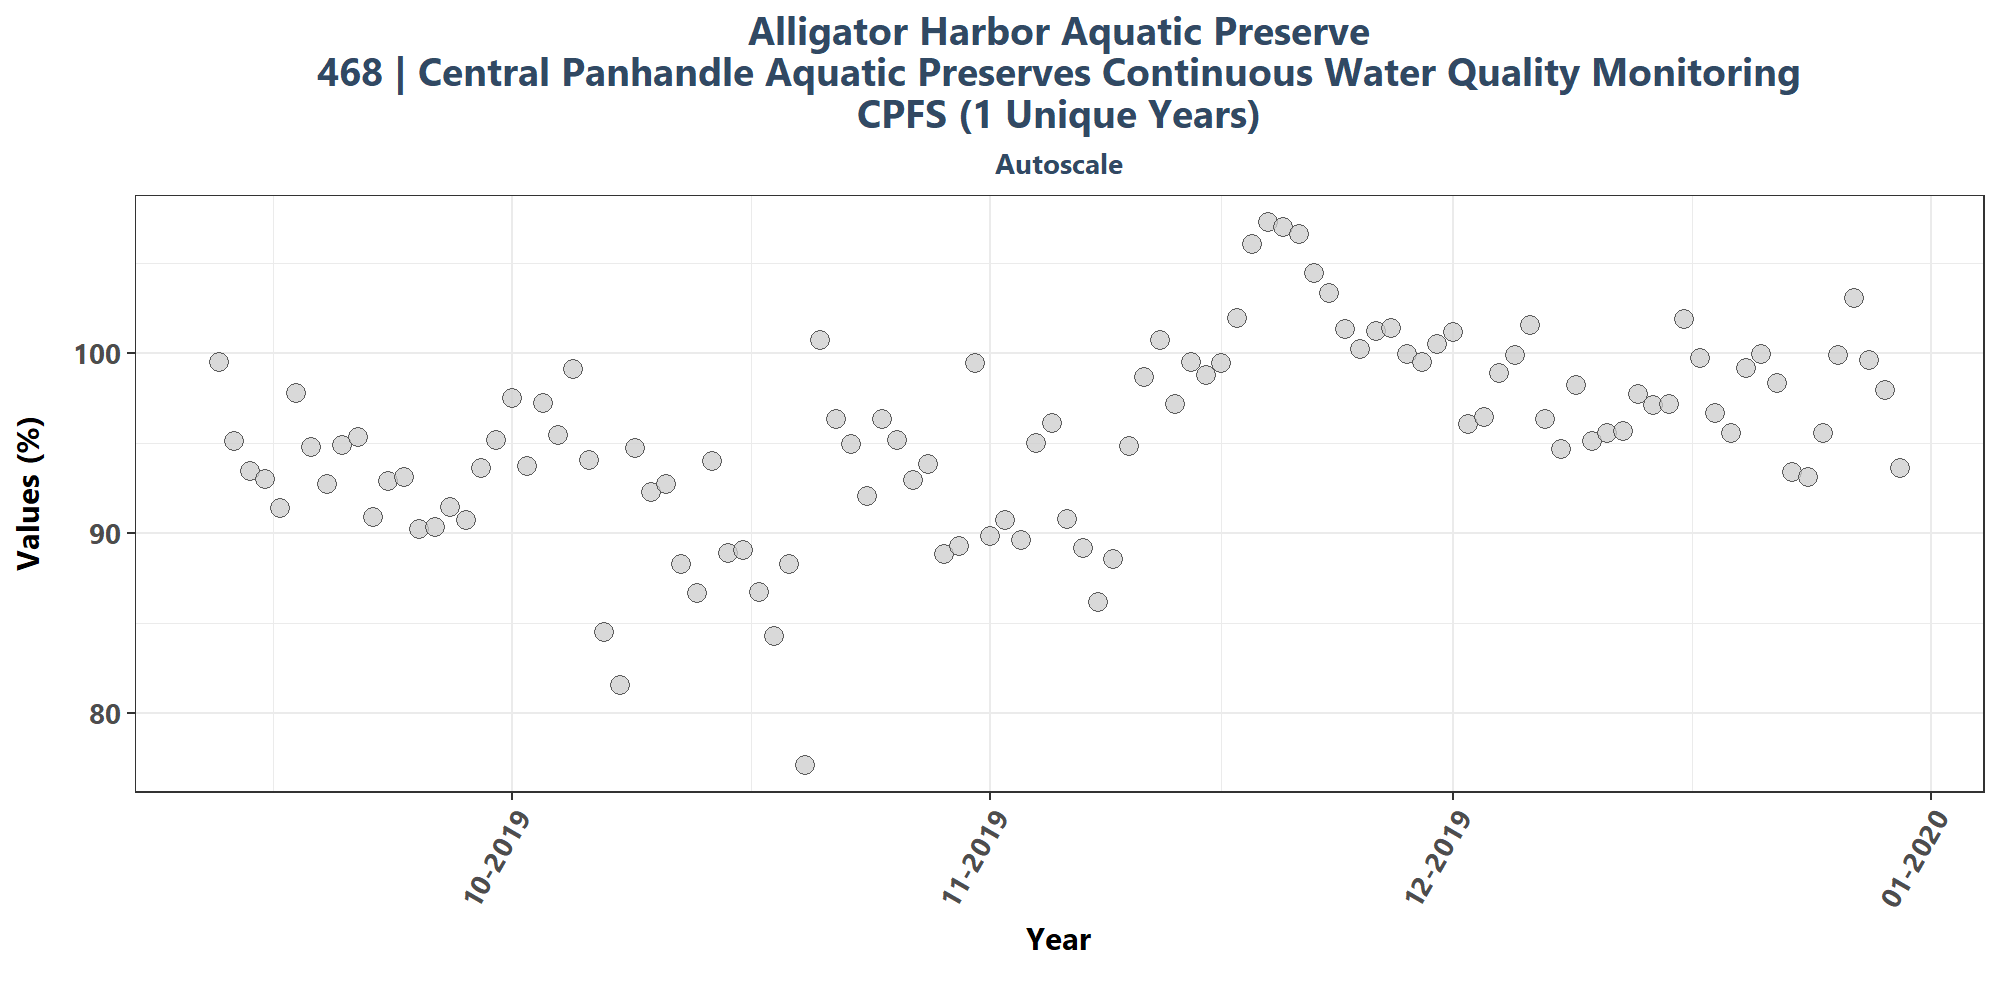 Alligator Harbor Aquatic Preserve
468 | Central Panhandle Aquatic Preserves Continuous Water Quality Monitoring
CPFS (1 Unique Years)
Autoscale
Values (%)
100
90
80
10-2019
11-2019
12-2019
01-2020
Year